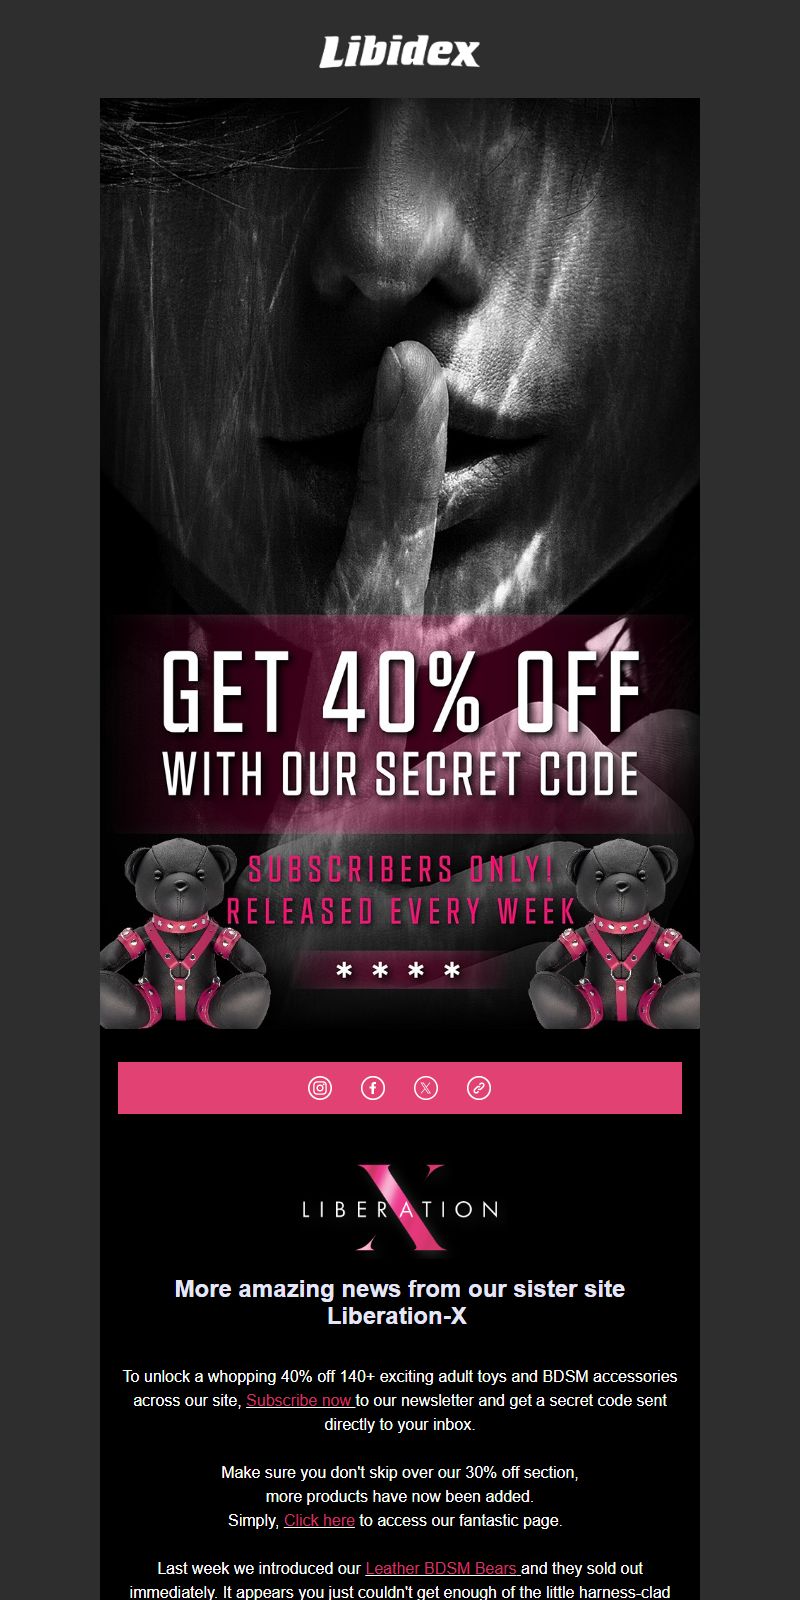 Libidex
GET 40% OFF
WITH OUR SECRET CODE
SUBSCRIBERS ONLY!
RELEASED EVERY WEEK
* * * *
LIBERATION
X
More amazing news from our sister site
Liberation-X
To unlock a whopping 40% off 140+ exciting adult toys and BDSM accessories
across our site, Subscribe now to our newsletter and get a secret code sent
directly to your inbox.
Make sure you don't skip over our 30% off section,
more products have now been added.
Simply, Click here to access our fantastic page.
Last week we introduced our Leather BDSM Bears and they sold out
immediately. It appears you just couldn't get enough of the little harness-clad